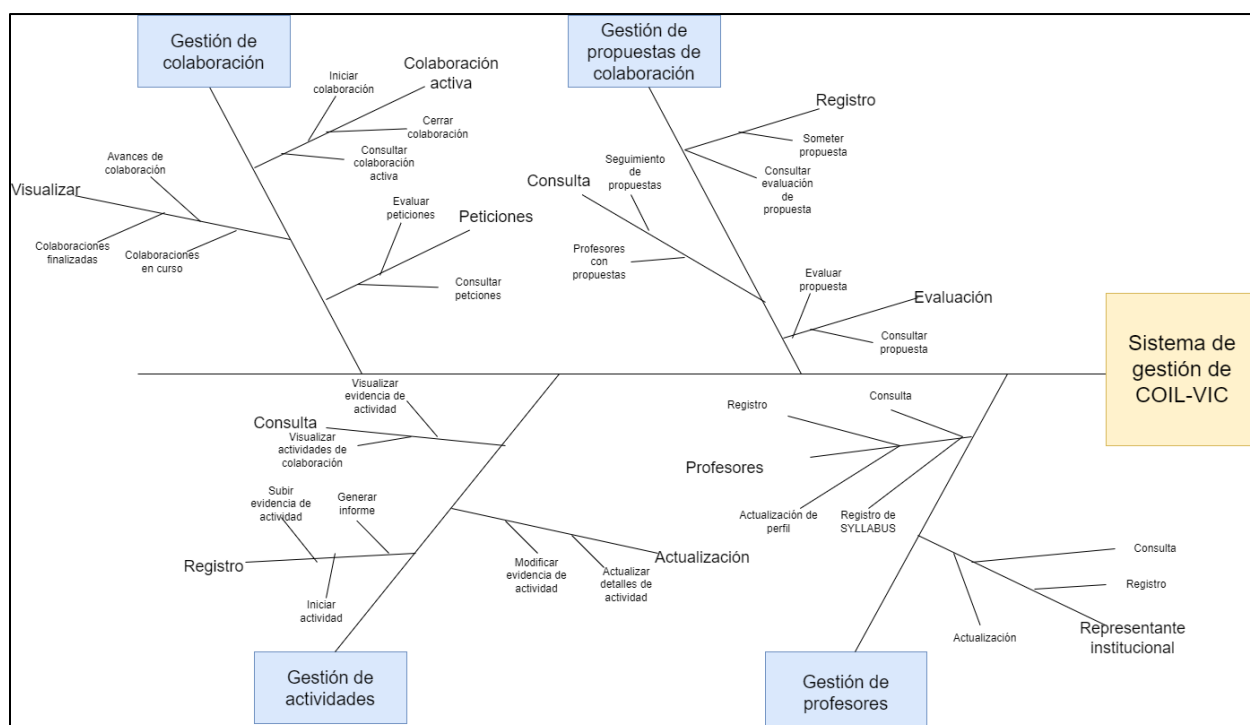 Gestión de
colaboración
Iniciar
colaboración
Colaboración
activa
Cerrar
colaboración
Consultar
colaboración
activa
Avances de
colaboración
Visualizar
Colaboraciones
finalizadas
Colaboraciones
en curso
Evaluar
peticiones
Peticiones
Consultar
petciones
Gestión de
propuestas de
colaboración
Registro
Someter
propuesta
Consultar
evaluación
de
propuesta
Seguimiento
de
propuestas
Consulta
Profesores
con propuestas
Evaluar
propuesta
Evaluación
Consultar
propuesta
Sistema de
gestión de
COIL-VIC
Visualizar
evidencia de
actividad
Consulta
Visualizar
actividades de
colaboración
Subir
evidencia de
actividad
Generar
informe
Registro
Iniciar
actividad
Modificar
evidencia de
actividad
Actualizar
detalles de
actividad
Actualización
Gestión de
actividades
Registro
Consulta
Profesores
Actualización de
perfil
Registro de
SYLLABUS
Consulta
Registro
Actualización
Representante
institucional
Gestión de
profesores